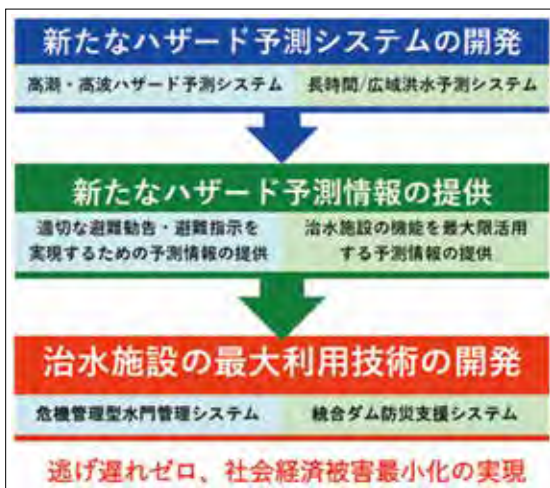 新たなハザード予測システムの開発
高潮・高波ハザード予測システム
長時間/広域洪水予測システム
新たなハザード予測情報の提供
適切な避難勧告・避難指示を
実現するための予測情報の提供
治水施設の機能を最大限活用
する予測情報の提供
治水施設の最大利用技術の開発
危機管理型水門管理システム
統合ダム防災支援システム
逃げ遅れゼロ、社会経済被害最小化の実現